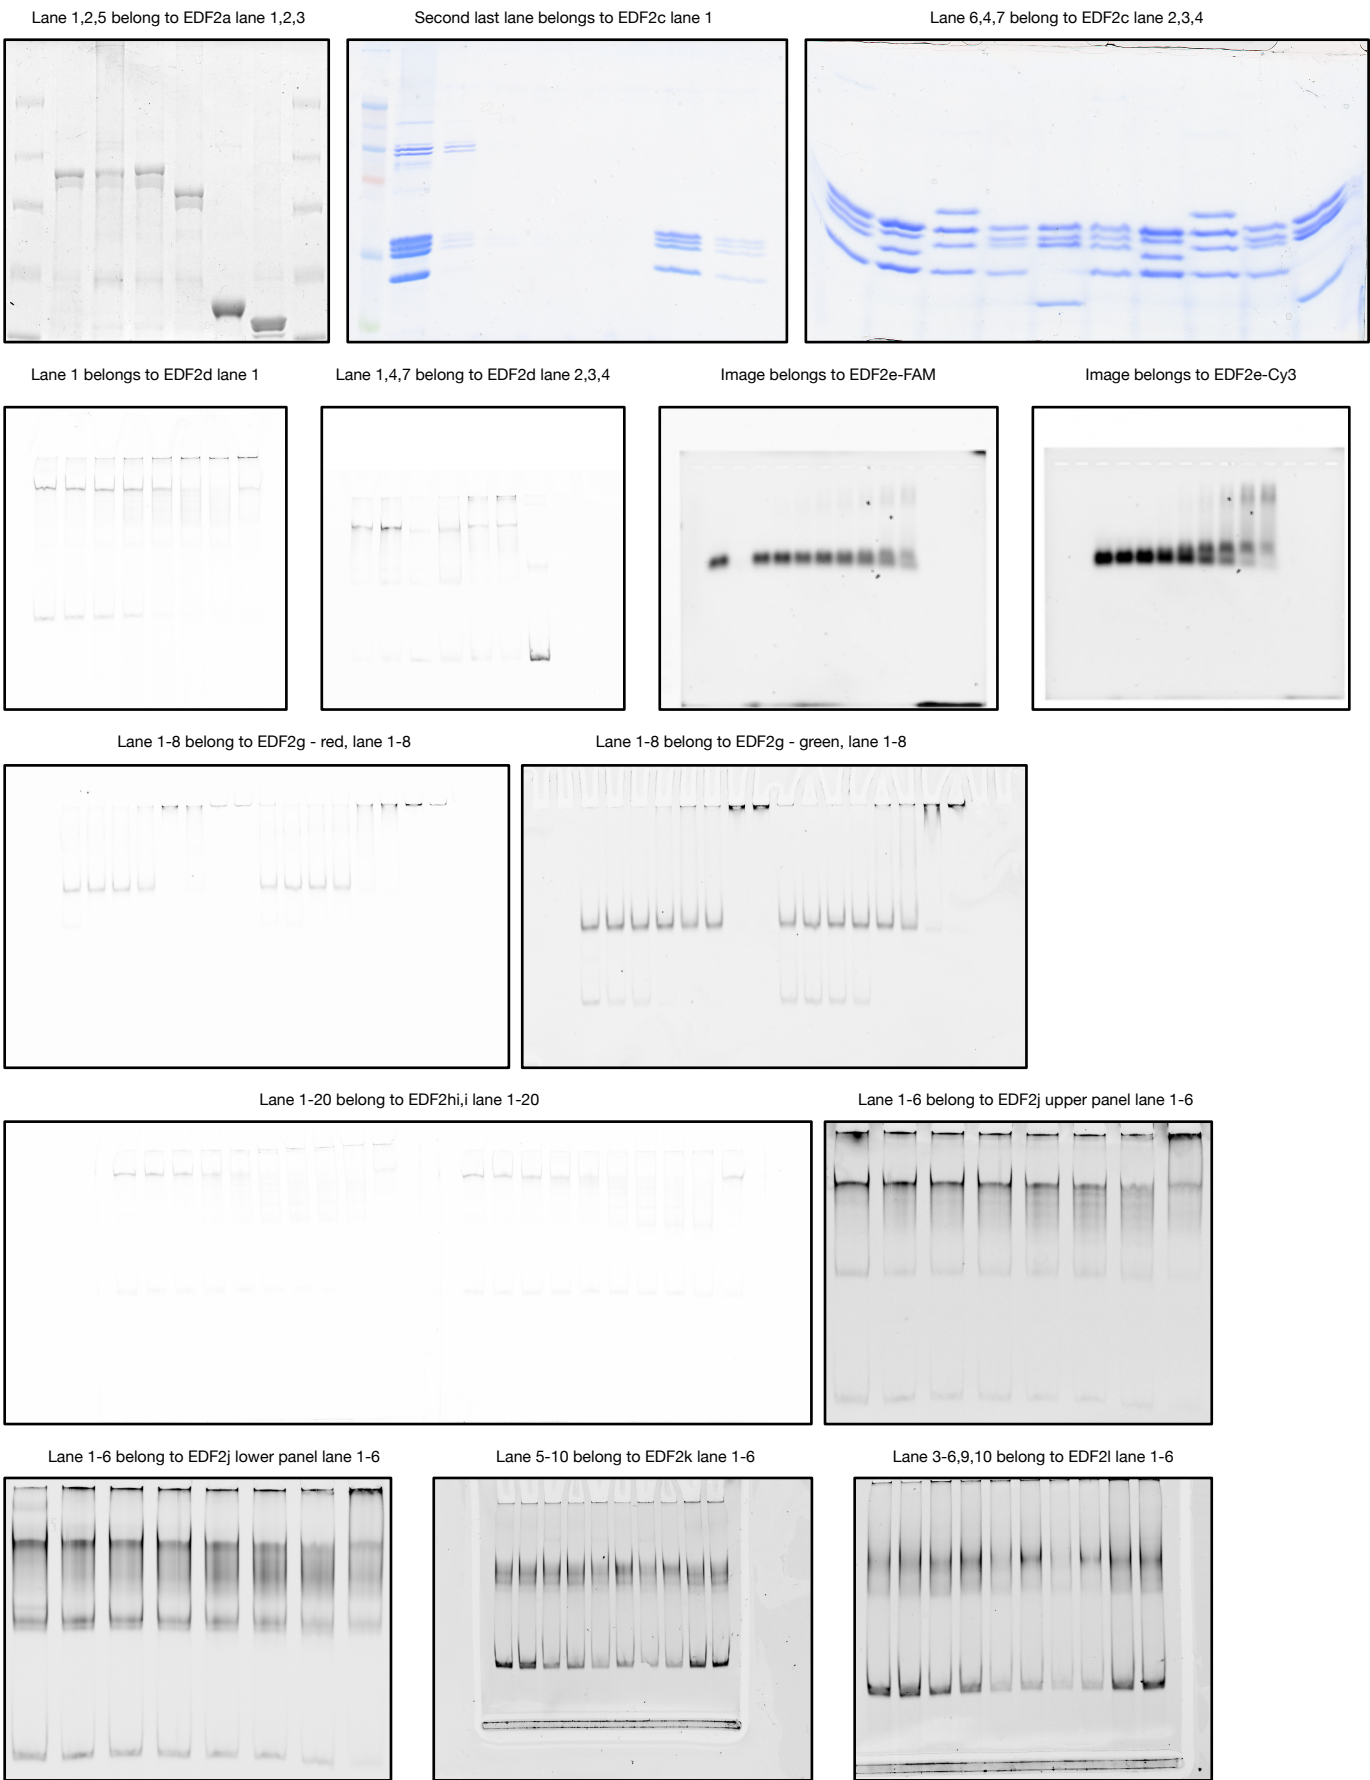 Lane 1,2,5 belong to EDF2a lane 1,2,3
Second last lane belongs to EDF2c lane 1
Lane 6,4,7 belong to EDF2c lane 2,3,4
Lane 1 belongs to EDF2d lane 1
Lane 1,4,7 belong to EDF2d lane 2,3,4
Image belongs to EDF2e-FAM
Image belongs to EDF2e-Cy3
Lane 1-8 belong to EDF2g - red, lane 1-8
Lane 1-8 belong to EDF2g - green, lane 1-8
Lane 1-20 belong to EDF2hi,i lane 1-20
Lane 1-6 belong to EDF2j upper panel lane 1-6
Lane 1-6 belong to EDF2j lower panel lane 1-6
Lane 5-10 belong to EDF2k lane 1-6
Lane 3-6,9,10 belong to EDF2l lane 1-6